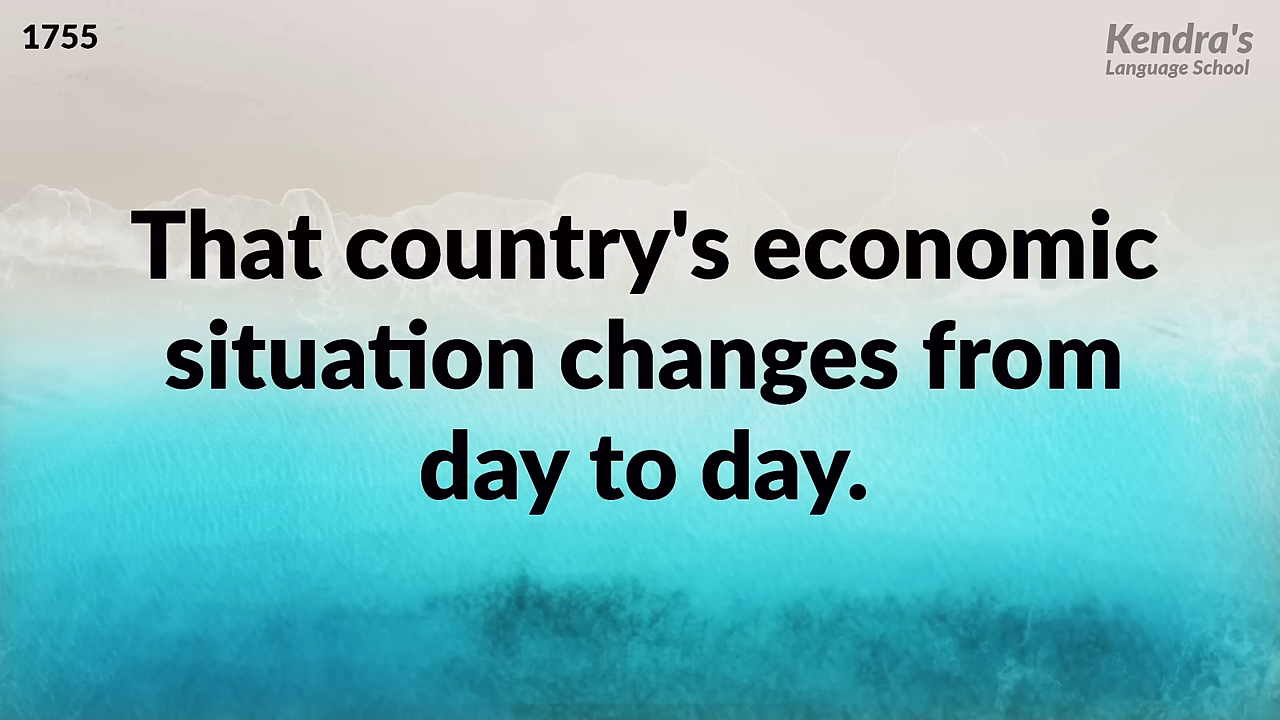 1755
Kendra's
Language School
That country's economic
situation changes from
day to day.